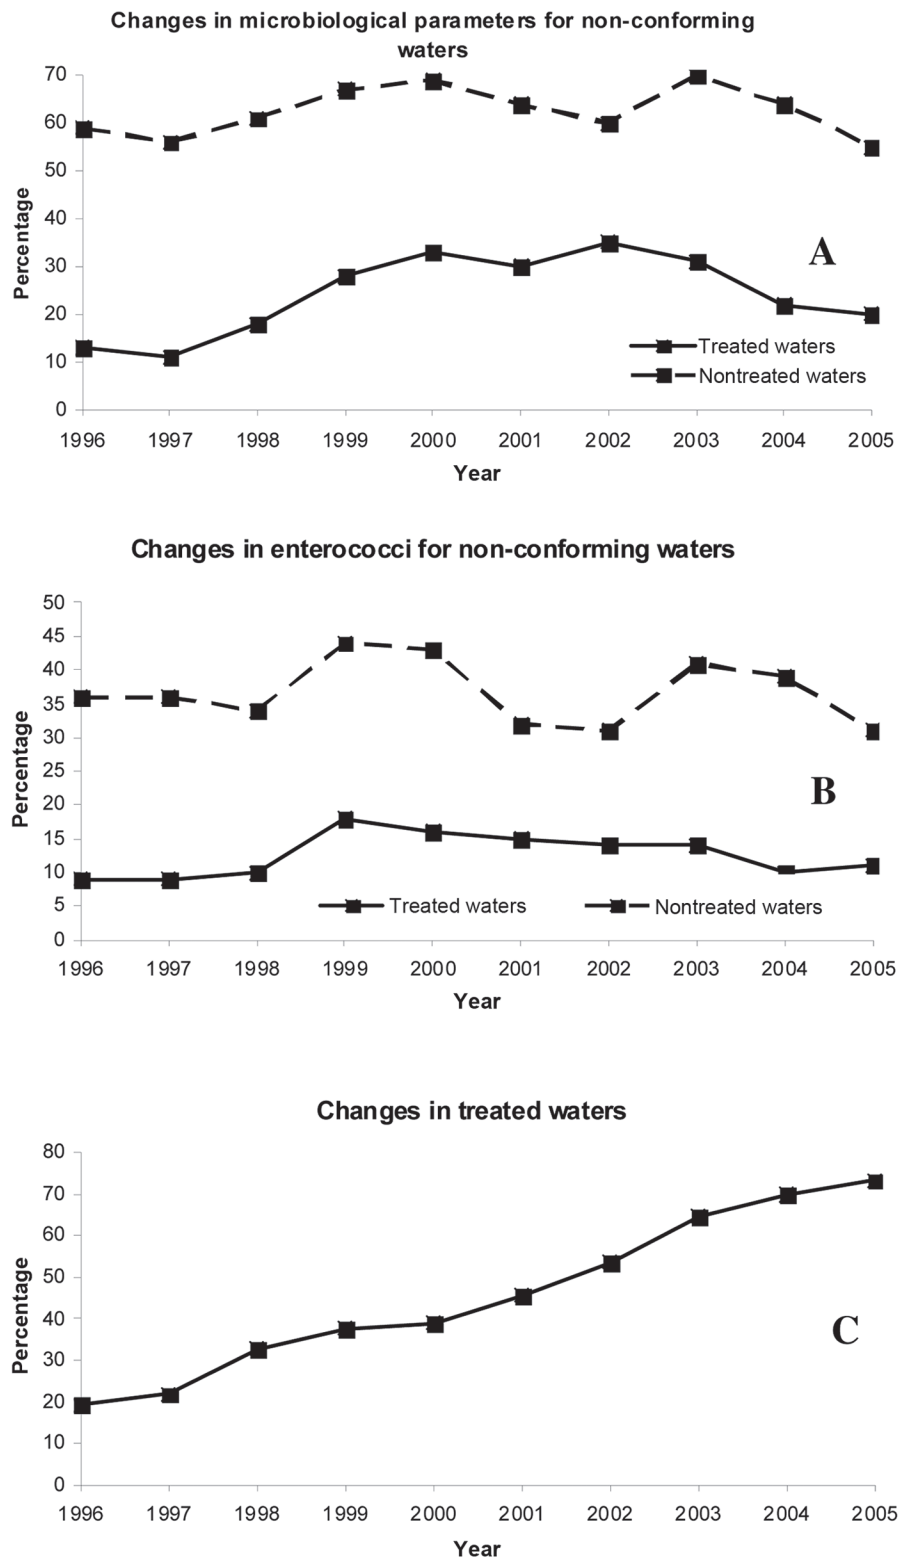 Changes in microbiological parameters for non-conforming
waters
70
60
50
40
30
20
10
0
Percentage
A
Treated waters
Nontreated waters
1996 1997 1998 1999 2000 2001 2002 2003 2004 2005
Year
Changes in enterococci for non-conforming waters
50
45
40
35
30
25
20
15
10
5
0
Percentage
B
Treated waters Nontreated waters
1996 1997 1998 1999 2000 2001 2002 2003 2004 2005
Year
Changes in treated waters
80
70
60
50
40
30
20
10
0
Percentage
C
1996 1997 1998 1999 2000 2001 2002 2003 2004 2005
Year